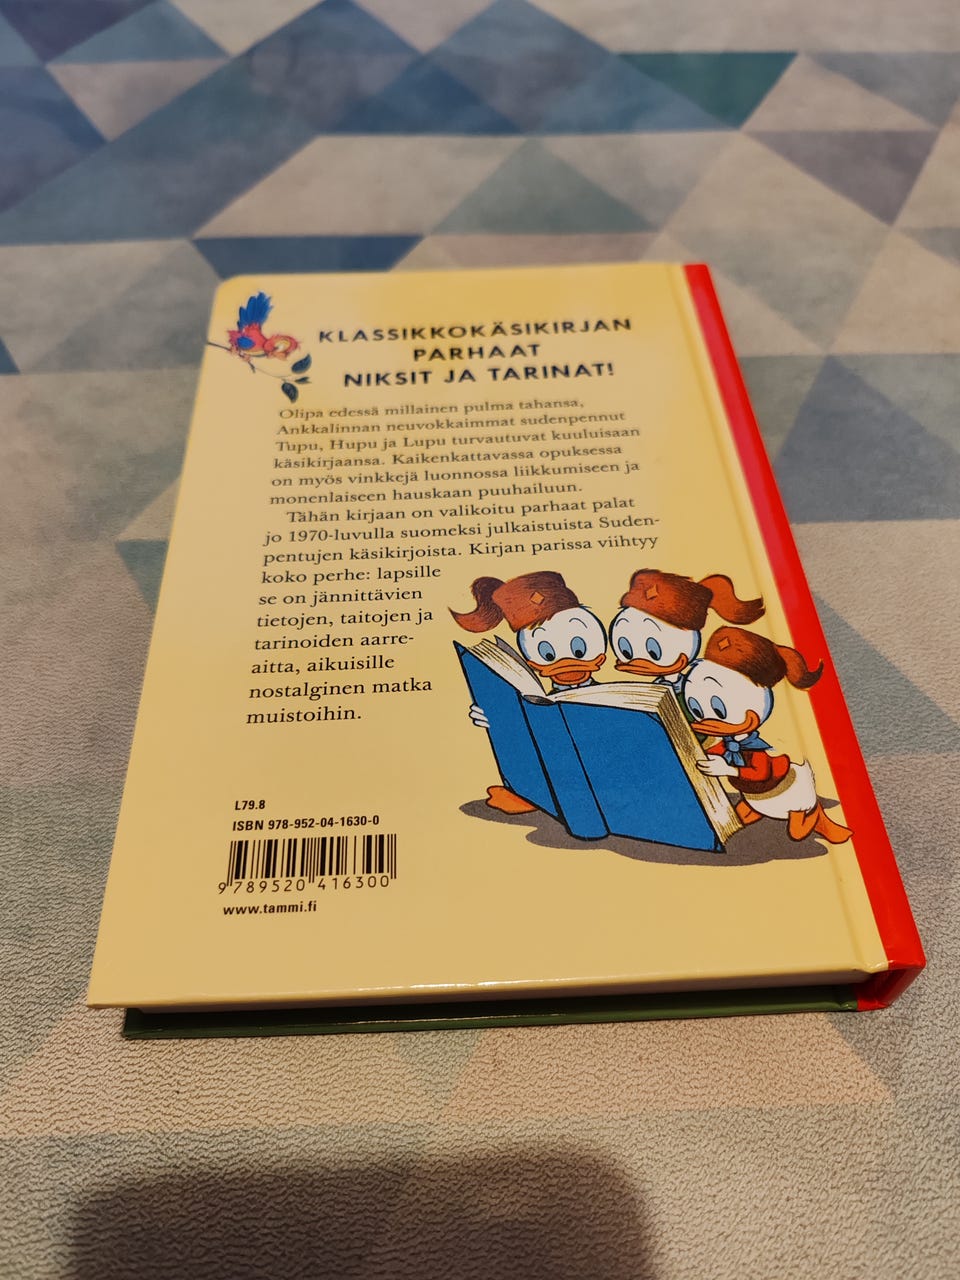 KLASSIKKOKÄSIKIRJAN
PARHAAT
NIKSIT JA TARINAT!
Olipa edessä millainen pulma tahansa,
Ankkalinnan neuvokkaimmat sudenpennut
Tupu, Hupu ja Lupu turvautuvat kuuluisaan
käsikirjaansa. Kaikenkattavassa opuksessa
on myös vinkkejä luonnossa liikkumiseen ja
monenlaiseen hauskaan puuhailuun.
Tähän kirjaan on valikoitu parhaat palat
jo 1970-luvulla suomeksi julkaistuista Suden-
pentujen käsikirjoista. Kirjan parissa viihtyy
koko perhe: lapsille
se on jännittävien
tietojen, taitojen ja
tarinoiden aarre-
aitta, aikuisille
nostalginen matka
muistoihin.
L79.8
ISBN 978-952-04-1630-0
9 789520 416300
www.tammi.fi